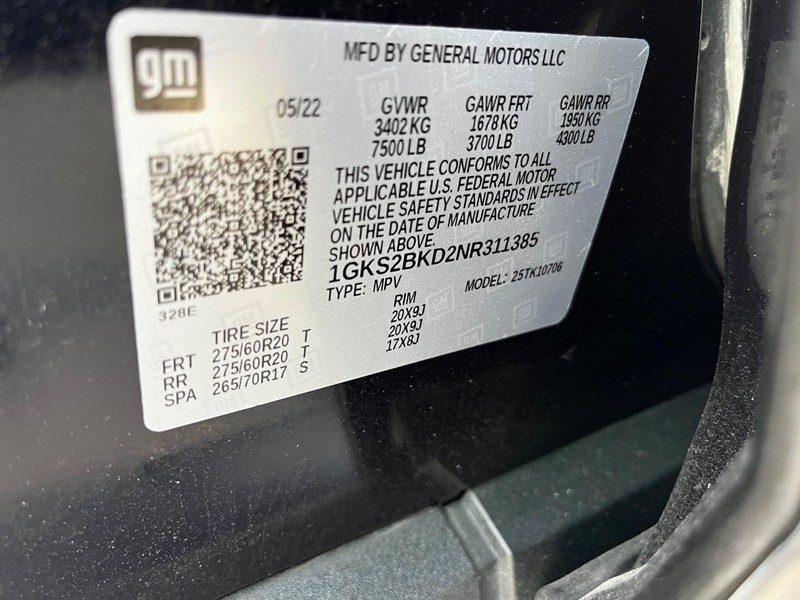 gm
MFD BY GENERAL MOTORS LLC
05/22 GVWR GAWR FRT GAWR RR
3402 KG 1678 KG 1950 KG
7500 LB 3700 LB 4300 LB
THIS VEHICLE CONFORMS TO ALL
APPLICABLE U.S. FEDERAL MOTOR
VEHICLE SAFETY STANDARDS IN EFFECT
ON THE DATE OF MANUFACTURE
SHOWN ABOVE.
1GKS2BKD2NR311385
TYPE: MPV MODEL: 25TK10706
328E
TIRE SIZE RIM
FRT 275/60R20 T 20X9J
RR 275/60R20 T 20X9J
SPA 265/70R17 S 17X8J